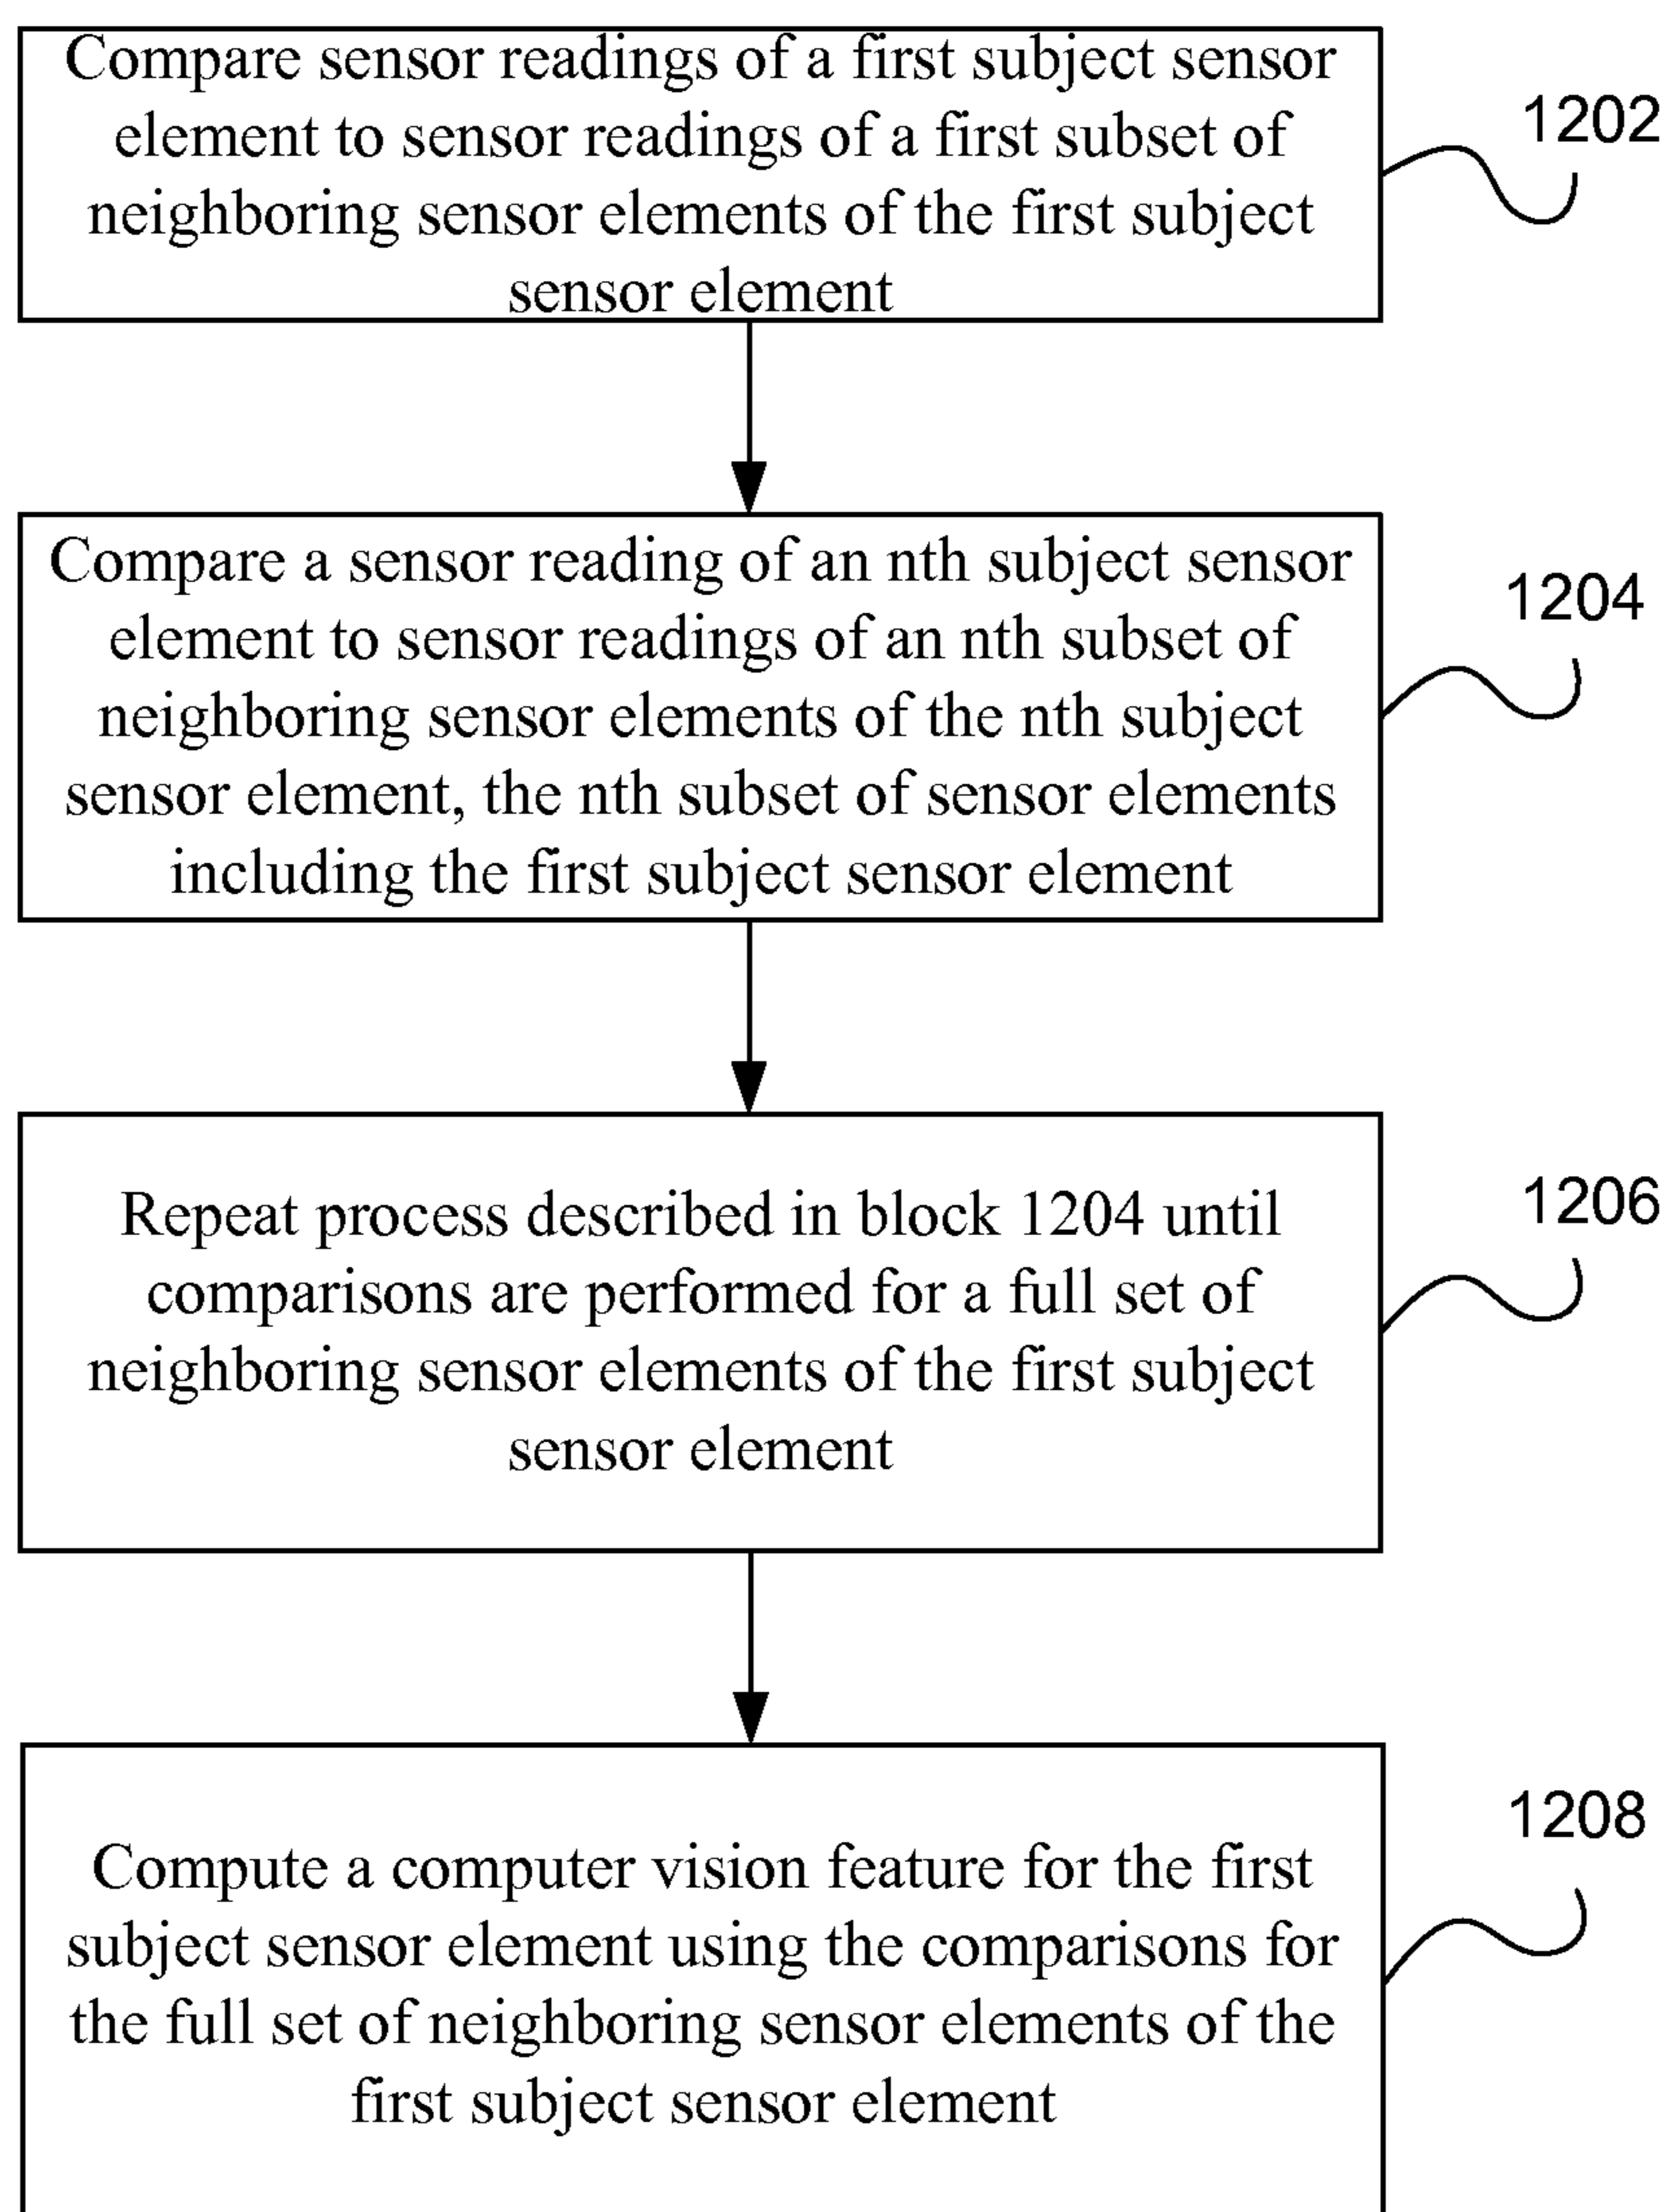 Compare sensor readings of a first subject sensor
element to sensor readings of a first subset of
neighboring sensor elements of the first subject
sensor element
1202
Compare a sensor reading of an nth subject sensor
element to sensor readings of an nth subset of
neighboring sensor elements of the nth subject
sensor element, the nth subset of sensor elements
including the first subject sensor element
1204
Repeat process described in block 1204 until
comparisons are performed for a full set of
neighboring sensor elements of the first subject
sensor element
1206
Compute a computer vision feature for the first
subject sensor element using the comparisons for
the full set of neighboring sensor elements of the
first subject sensor element
1208